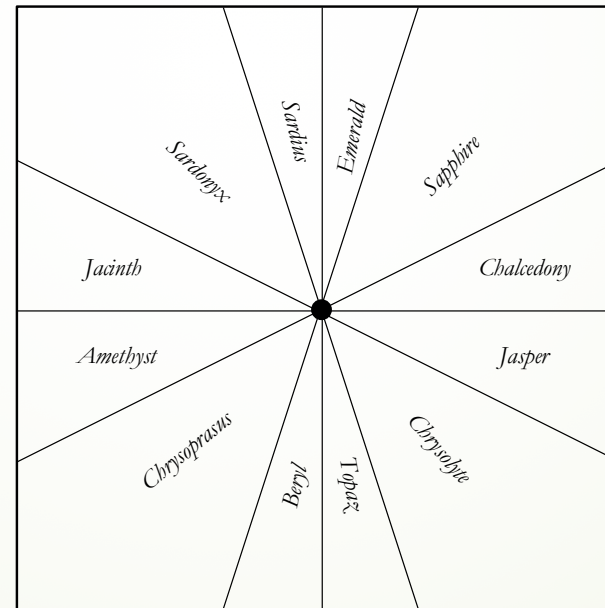 Sardius
Emerald
Sardonyx
Sapphire
Jacinth
Chalcedony
Amethyst
Jasper
Chrysoprasus
Chrysolyte
Beryl
Topaz